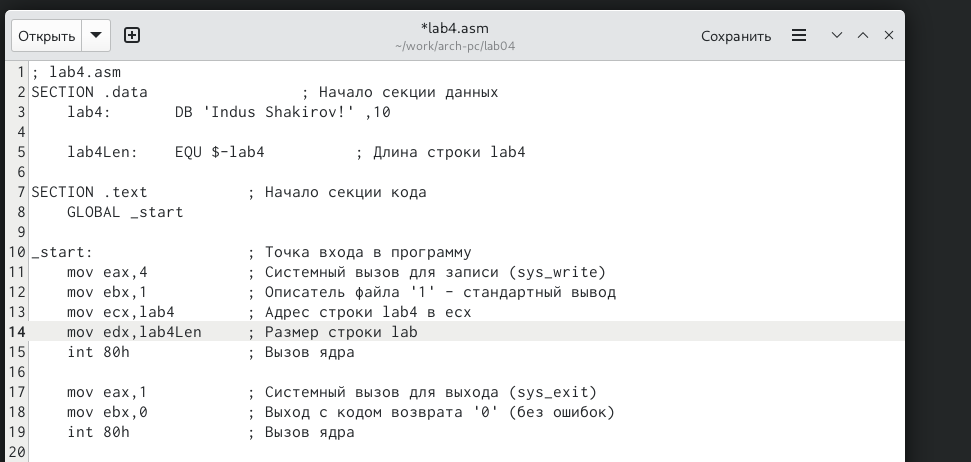 Открыть
*lab4.asm
~/work/arch-pc/lab04
Сохранить
1 ; lab4.asm
2 SECTION .data                 ; Начало секции данных
3     lab4:       DB 'Indus Shakirov!' ,10
4
5     lab4Len:    EQU $-lab4          ; Длина строки lab4
6
7 SECTION .text           ; Начало секции кода
8     GLOBAL _start
9
10 _start:                 ; Точка входа в программу
11     mov eax,4           ; Системный вызов для записи (sys_write)
12     mov ebx,1           ; Описатель файла '1' - стандартный вывод
13     mov ecx,lab4        ; Адрес строки lab4 в ecx
14     mov edx,lab4Len     ; Размер строки lab
15     int 80h             ; Вызов ядра
16
17     mov eax,1           ; Системный вызов для выхода (sys_exit)
18     mov ebx,0           ; Выход с кодом возврата '0' (без ошибок)
19     int 80h             ; Вызов ядра
20